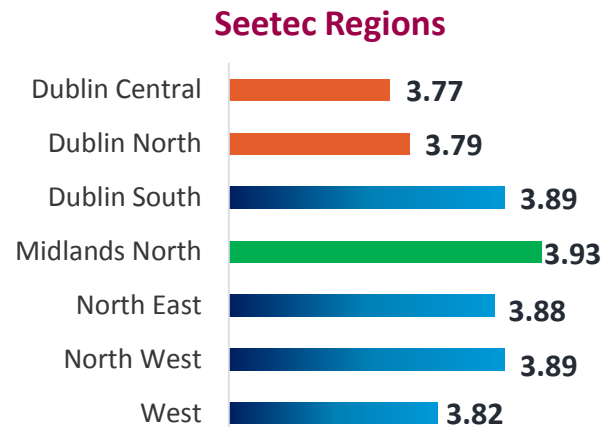 Seetec Regions
Dublin Central 3.77
Dublin North 3.79
Dublin South 3.89
Midlands North 3.93
North East 3.88
North West 3.89
West 3.82